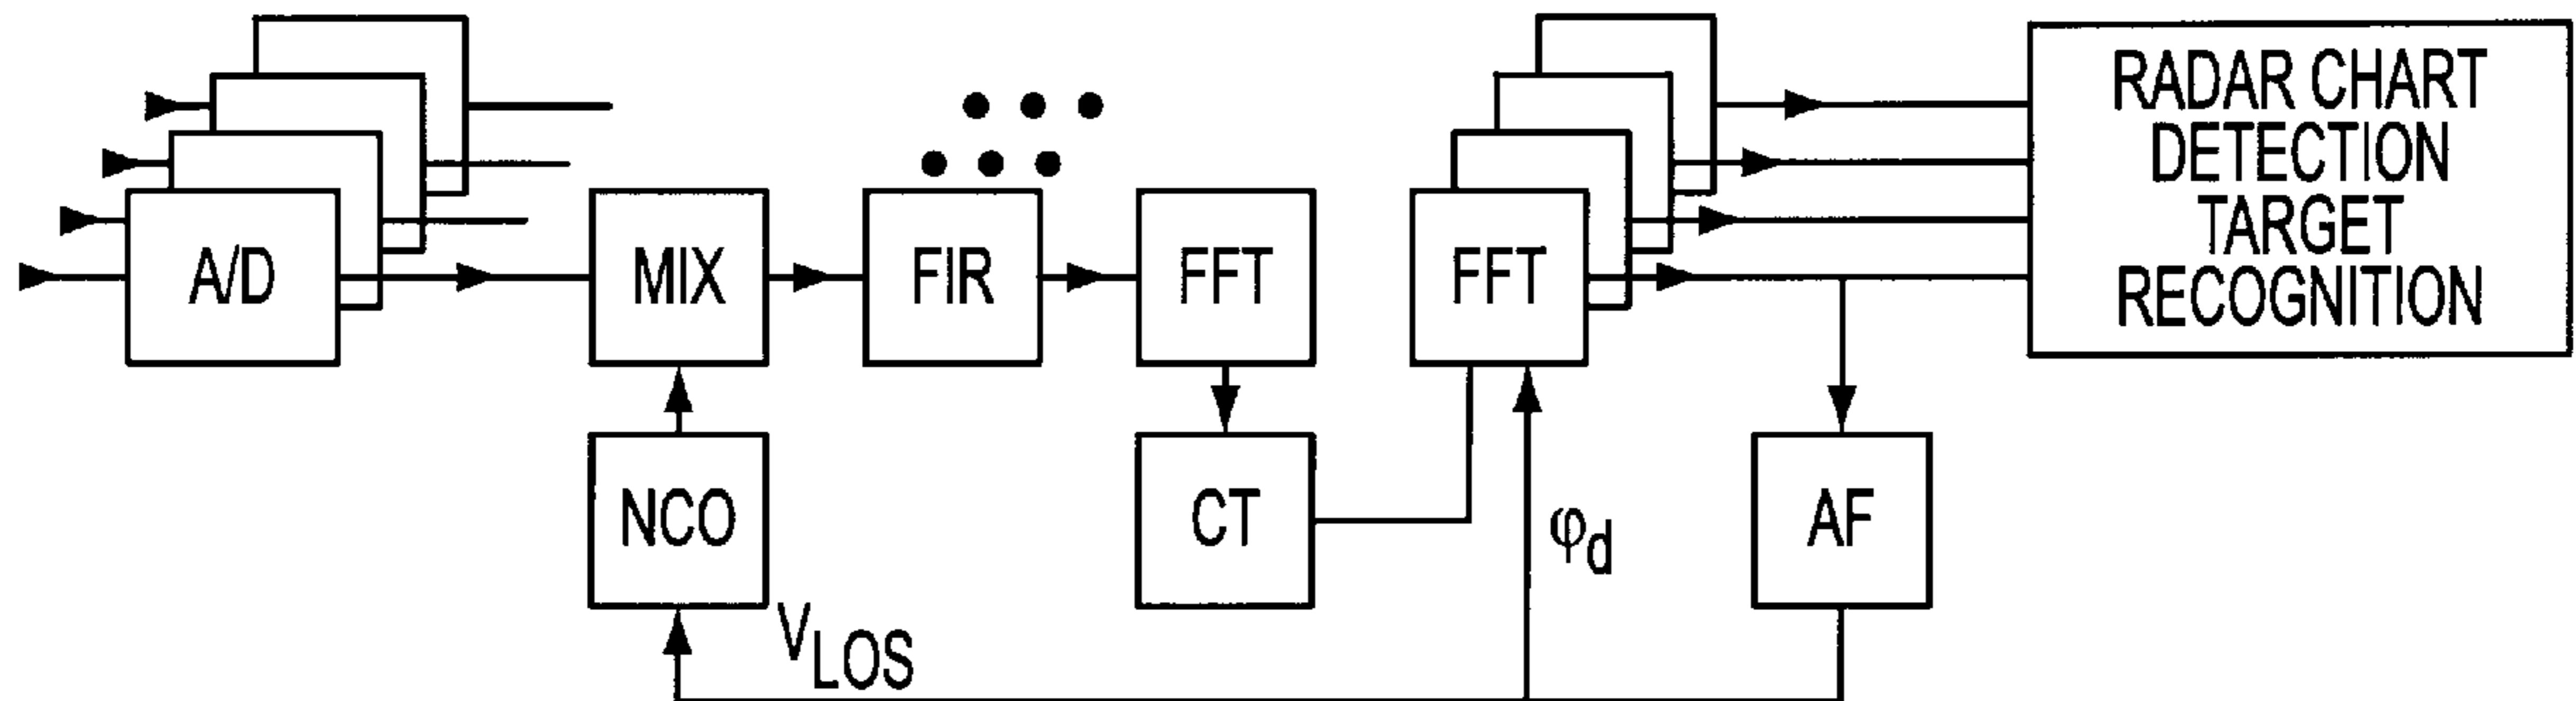 RADAR CHART
DETECTION
TARGET
RECOGNITION
A/D
MIX
FIR
FFT
FFT
NCO
CT
φd
AF
VLOS